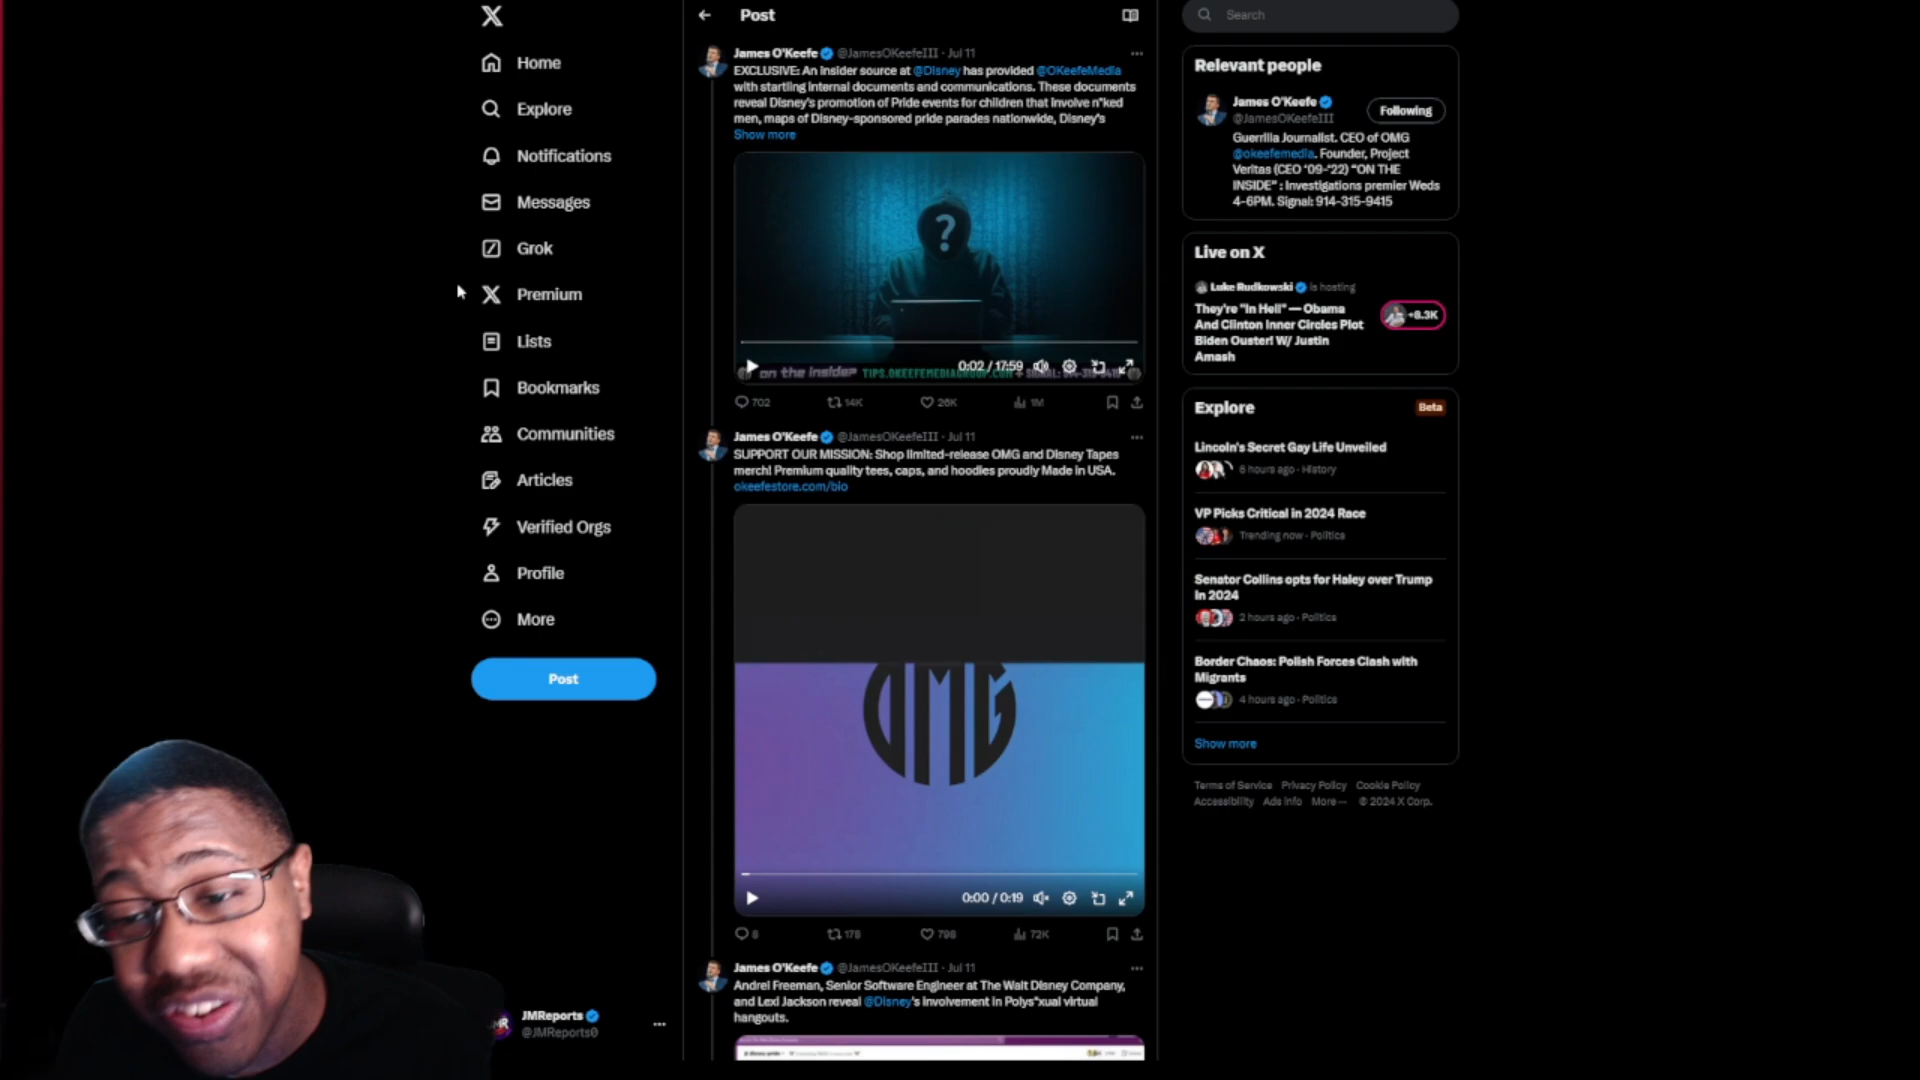 Home
Explore
Notifications
Messages
Grok
Premium
Lists
Bookmarks
Communities
Articles
Verified Orgs
Profile
More
Post
JMReports
@JMReports0
Post
James O'Keefe @JamesOKeefeIII · Jul 11
EXCLUSIVE: An insider source at @Disney has provided @OKeefeMedia
with startling internal documents and communications. These documents
reveal Disney's promotion of Pride events for children that involve n*ked
men, maps of Disney-sponsored pride parades nationwide, Disney's
Show more
?
0:02 / 17:59
on the inside? TIPS.OKEEFEMEDIAGROUP.COM
702 14K 26K 1M
James O'Keefe @JamesOKeefeIII · Jul 11
SUPPORT OUR MISSION: Shop limited-release OMG and Disney Tapes
merch! Premium quality tees, caps, and hoodies proudly Made in USA.
okeefestore.com/bio
OMG
0:00 / 0:19
8 178 798 72K
James O'Keefe @JamesOKeefeIII · Jul 11
Andrei Freeman, Senior Software Engineer at The Walt Disney Company,
and Lexi Jackson reveal @Disney's involvement in Polys*xual virtual
hangouts.
Search
Relevant people
James O'Keefe
@JamesOKeefeIII
Following
Guerrilla Journalist. CEO of OMG
@okeefemedia. Founder, Project
Veritas (CEO '09-'22) "ON THE
INSIDE" : Investigations premier Weds
4-6PM. Signal: 914-315-9415
Live on X
Luke Rudkowski is hosting
They're "In Hell" — Obama
And Clinton Inner Circles Plot
Biden Ouster! W/ Justin
Amash
+8.3K
Explore
Beta
Lincoln's Secret Gay Life Unveiled
6 hours ago · History
VP Picks Critical in 2024 Race
Trending now · Politics
Senator Collins opts for Haley over Trump
in 2024
2 hours ago · Politics
Border Chaos: Polish Forces Clash with
Migrants
4 hours ago · Politics
Show more
Terms of Service Privacy Policy Cookie Policy
Accessibility Ads info More ··· © 2024 X Corp.